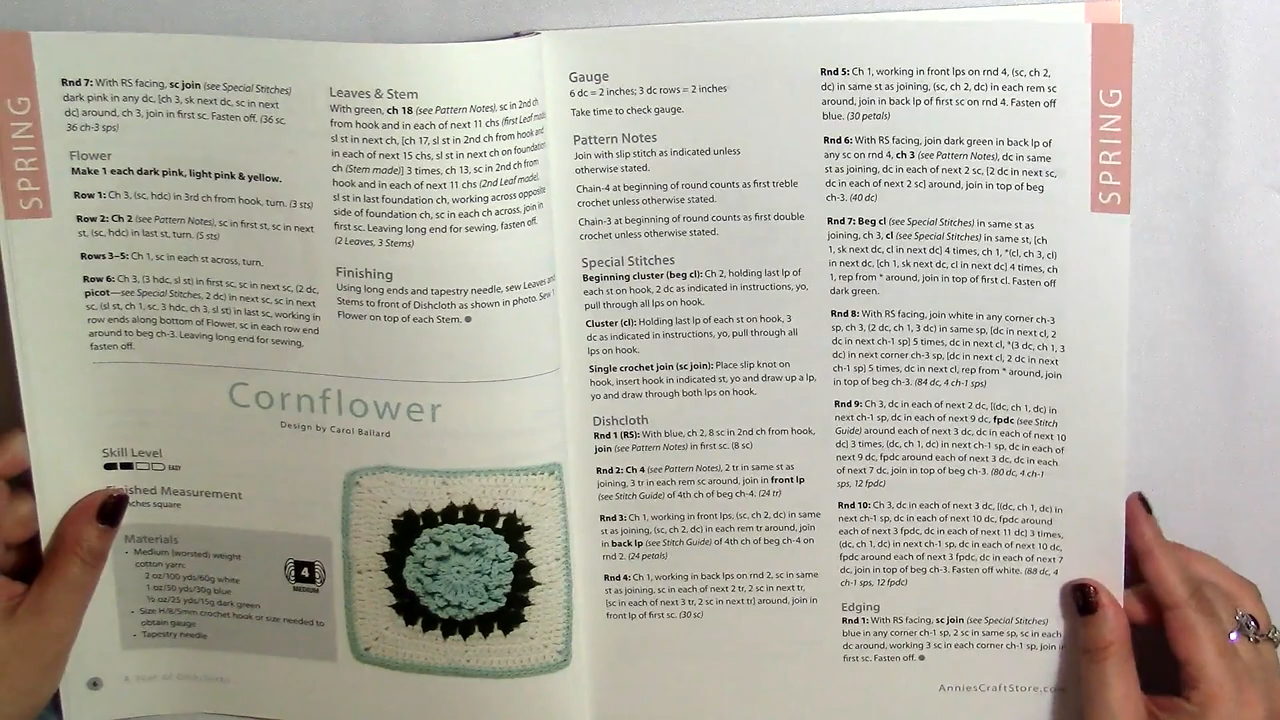 SPRING
Rnd 7: With RS facing, sc join (see Special Stitches)
dark pink in any dc, [ch 3, sk next dc, sc in next
dc] around, ch 3, join in first sc. Fasten off. (36 sc,
36 ch-3 sps)
Flower
Make 1 each dark pink, light pink & yellow.
Row 1: Ch 3, (sc, hdc) in 3rd ch from hook, turn. (3 sts)
Row 2: Ch 2 (see Pattern Notes), sc in first st, sc in next
st, (sc, hdc) in last st, turn. (5 sts)
Rows 3–5: Ch 1, sc in each st across, turn.
Row 6: Ch 3, (3 hdc, sl st) in first sc, sc in next sc, (2 dc,
picot—see Special Stitches, 2 dc) in next sc, sc in next
sc, (sl st, ch 1, sc, 3 hdc, ch 3, sl st) in last sc, working in
row ends along bottom of Flower, sc in each row end
around to beg ch-3. Leaving long end for sewing,
fasten off.
Leaves & Stem
With green, ch 18 (see Pattern Notes), sc in 2nd ch
from hook and in each of next 11 chs (first Leaf made),
sl st in next ch, [ch 17, sl st in 2nd ch from hook and
in each of next 15 chs, sl st in next ch on foundation
ch (Stem made)] 3 times, ch 13, sc in 2nd ch from
hook and in each of next 11 chs (2nd Leaf made),
sl st in last foundation ch, working across opposite
side of foundation ch, sc in each ch across, join in
first sc. Leaving long end for sewing, fasten off.
(2 Leaves, 3 Stems)
Finishing
Using long ends and tapestry needle, sew Leaves and
Stems to front of Dishcloth as shown in photo. Sew 1
Flower on top of each Stem.
Cornflower
Design by Carol Ballard
Skill Level
EASY
Finished Measurement
inches square
Materials
• Medium (worsted) weight
cotton yarn:
2 oz/100 yds/60g white
1 oz/50 yds/30g blue
½ oz/25 yds/15g dark green
• Size H/8/5mm crochet hook or size needed to
obtain gauge
• Tapestry needle
4
MEDIUM
6
A Year of Dishcloths
Gauge
6 dc = 2 inches; 3 dc rows = 2 inches
Take time to check gauge.
Pattern Notes
Join with slip stitch as indicated unless
otherwise stated.
Chain-4 at beginning of round counts as first treble
crochet unless otherwise stated.
Chain-3 at beginning of round counts as first double
crochet unless otherwise stated.
Special Stitches
Beginning cluster (beg cl): Ch 2, holding last lp of
each st on hook, 2 dc as indicated in instructions, yo,
pull through all lps on hook.
Cluster (cl): Holding last lp of each st on hook, 3
dc as indicated in instructions, yo, pull through all
lps on hook.
Single crochet join (sc join): Place slip knot on
hook, insert hook in indicated st, yo and draw up a lp,
yo and draw through both lps on hook.
Dishcloth
Rnd 1 (RS): With blue, ch 2, 8 sc in 2nd ch from hook,
join (see Pattern Notes) in first sc. (8 sc)
Rnd 2: Ch 4 (see Pattern Notes), 2 tr in same st as
joining, 3 tr in each rem sc around, join in front lp
(see Stitch Guide) of 4th ch of beg ch-4. (24 tr)
Rnd 3: Ch 1, working in front lps, (sc, ch 2, dc) in same
st as joining, (sc, ch 2, dc) in each rem tr around, join
in back lp (see Stitch Guide) of 4th ch of beg ch-4 on
rnd 2. (24 petals)
Rnd 4: Ch 1, working in back lps on rnd 2, sc in same
st as joining, sc in next 2 tr, 2 sc in next tr,
[sc in each of next 3 tr, 2 sc in next tr] around, join in
front lp of first sc. (30 sc)
SPRING
Rnd 5: Ch 1, working in front lps on rnd 4, (sc, ch 2,
dc) in same st as joining, (sc, ch 2, dc) in each rem sc
around, join in back lp of first sc on rnd 4. Fasten off
blue. (30 petals)
Rnd 6: With RS facing, join dark green in back lp of
any sc on rnd 4, ch 3 (see Pattern Notes), dc in same
st as joining, dc in each of next 2 sc, [2 dc in next sc,
dc in each of next 2 sc] around, join in top of beg
ch-3. (40 dc)
Rnd 7: Beg cl (see Special Stitches) in same st as
joining, ch 3, cl (see Special Stitches) in same st, [ch
1, sk next dc, cl in next dc] 4 times, ch 1, *(cl, ch 3, cl)
in next dc, [ch 1, sk next dc, cl in next dc] 4 times, ch
1, rep from * around, join in top of first cl. Fasten off
dark green.
Rnd 8: With RS facing, join white in any corner ch-3
sp, ch 3, (2 dc, ch 1, 3 dc) in same sp, [dc in next cl, 2
dc in next ch-1 sp] 5 times, dc in next cl, *(3 dc, ch 1, 3
dc) in next corner ch-3 sp, [dc in next cl, 2 dc in next
ch-1 sp] 5 times, dc in next cl, rep from * around, join
in top of beg ch-3. (84 dc, 4 ch-1 sps)
Rnd 9: Ch 3, dc in each of next 2 dc, [(dc, ch 1, dc) in
next ch-1 sp, dc in each of next 9 dc, fpdc (see Stitch
Guide) around each of next 3 dc, dc in each of next 10
dc] 3 times, (dc, ch 1, dc) in next ch-1 sp, dc in each of
next 9 dc, fpdc around each of next 3 dc, dc in each
of next 7 dc, join in top of beg ch-3. (80 dc, 4 ch-1
sps, 12 fpdc)
Rnd 10: Ch 3, dc in each of next 3 dc, [(dc, ch 1, dc) in
next ch-1 sp, dc in each of next 10 dc, fpdc around
each of next 3 fpdc, dc in each of next 11 dc] 3 times,
(dc, ch 1, dc) in next ch-1 sp, dc in each of next 10 dc,
fpdc around each of next 3 fpdc, dc in each of next 7
dc, join in top of beg ch-3. Fasten off white. (88 dc, 4
ch-1 sps, 12 fpdc)
Edging
Rnd 1: With RS facing, sc join (see Special Stitches)
blue in any corner ch-1 sp, 2 sc in same sp, sc in each
dc around, working 3 sc in each corner ch-1 sp, join in
first sc. Fasten off.
AnniesCraftStore.co